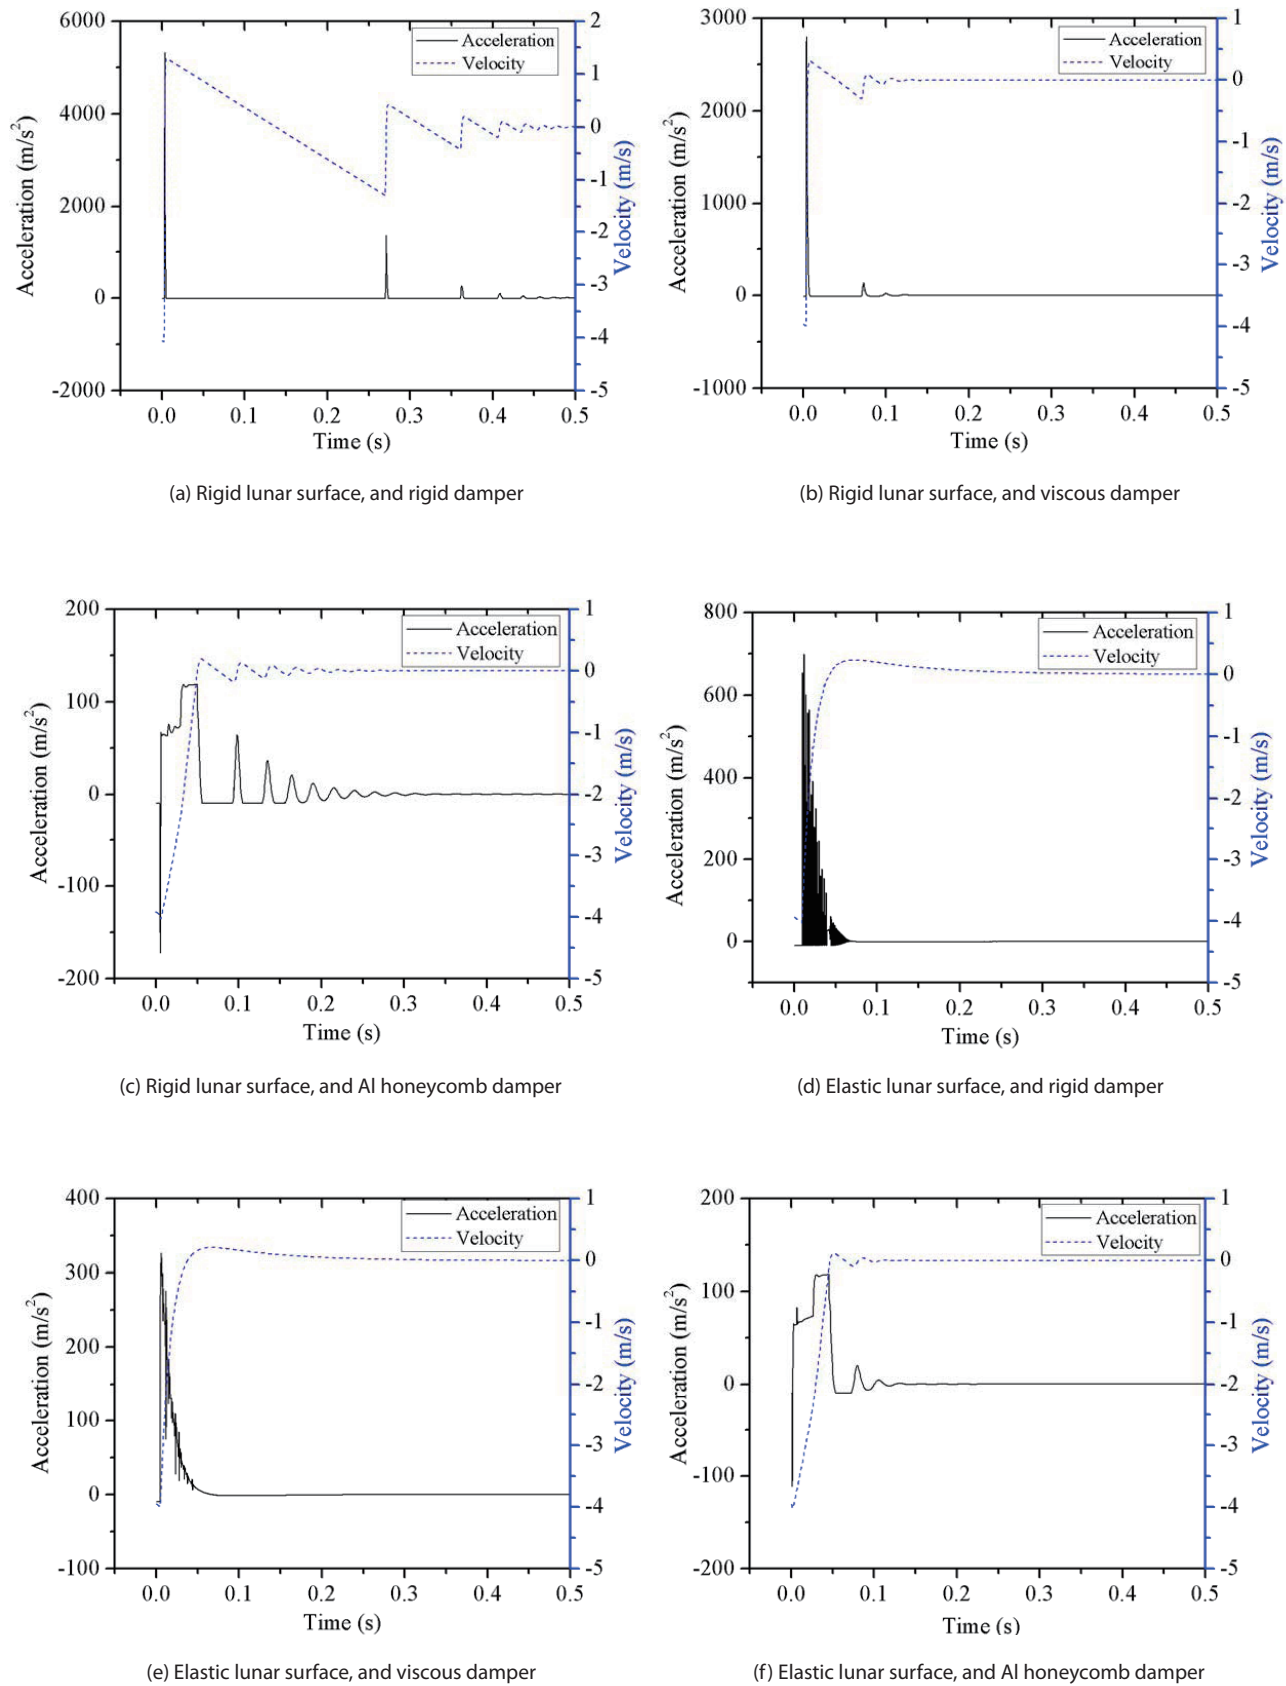 6000
4000
2000
0
-2000
Acceleration (m/s²)
0.0 0.1 0.2 0.3 0.4 0.5
Time (s)
2
1
0
-1
-2
-3
-4
-5
Velocity (m/s)
Acceleration
Velocity
(a) Rigid lunar surface, and rigid damper
3000
2000
1000
0
-1000
Acceleration (m/s²)
0.0 0.1 0.2 0.3 0.4 0.5
Time (s)
1
0
-1
-2
-3
-4
-5
Velocity (m/s)
Acceleration
Velocity
(b) Rigid lunar surface, and viscous damper
200
100
0
-100
-200
Acceleration (m/s²)
0.0 0.1 0.2 0.3 0.4 0.5
Time (s)
1
0
-1
-2
-3
-4
-5
Velocity (m/s)
Acceleration
Velocity
(c) Rigid lunar surface, and Al honeycomb damper
800
600
400
200
0
Acceleration (m/s²)
0.0 0.1 0.2 0.3 0.4 0.5
Time (s)
1
0
-1
-2
-3
-4
-5
Velocity (m/s)
Acceleration
Velocity
(d) Elastic lunar surface, and rigid damper
400
300
200
100
0
-100
Acceleration (m/s²)
0.0 0.1 0.2 0.3 0.4 0.5
Time (s)
1
0
-1
-2
-3
-4
-5
Velocity (m/s)
Acceleration
Velocity
(e) Elastic lunar surface, and viscous damper
200
100
0
-100
-200
Acceleration (m/s²)
0.0 0.1 0.2 0.3 0.4 0.5
Time (s)
1
0
-1
-2
-3
-4
-5
Velocity (m/s)
Acceleration
Velocity
(f) Elastic lunar surface, and Al honeycomb damper